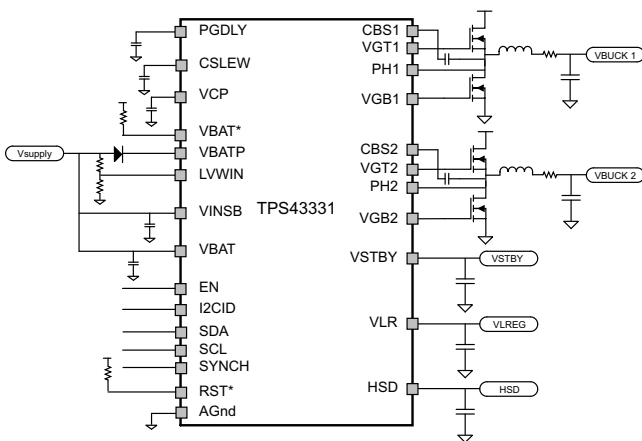 PGDLY
CSLEW
VCP
VBAT*
Vsupply
VBATP
LVWIN
VINSB
VBAT
EN
I2CID
SDA
SCL
SYNCH
RST*
AGnd
TPS43331
CBS1
VGT1
PH1
VGB1
VBUCK 1
CBS2
VGT2
PH2
VGB2
VBUCK 2
VSTBY
VSTBY
VLR
VLREG
HSD
HSD